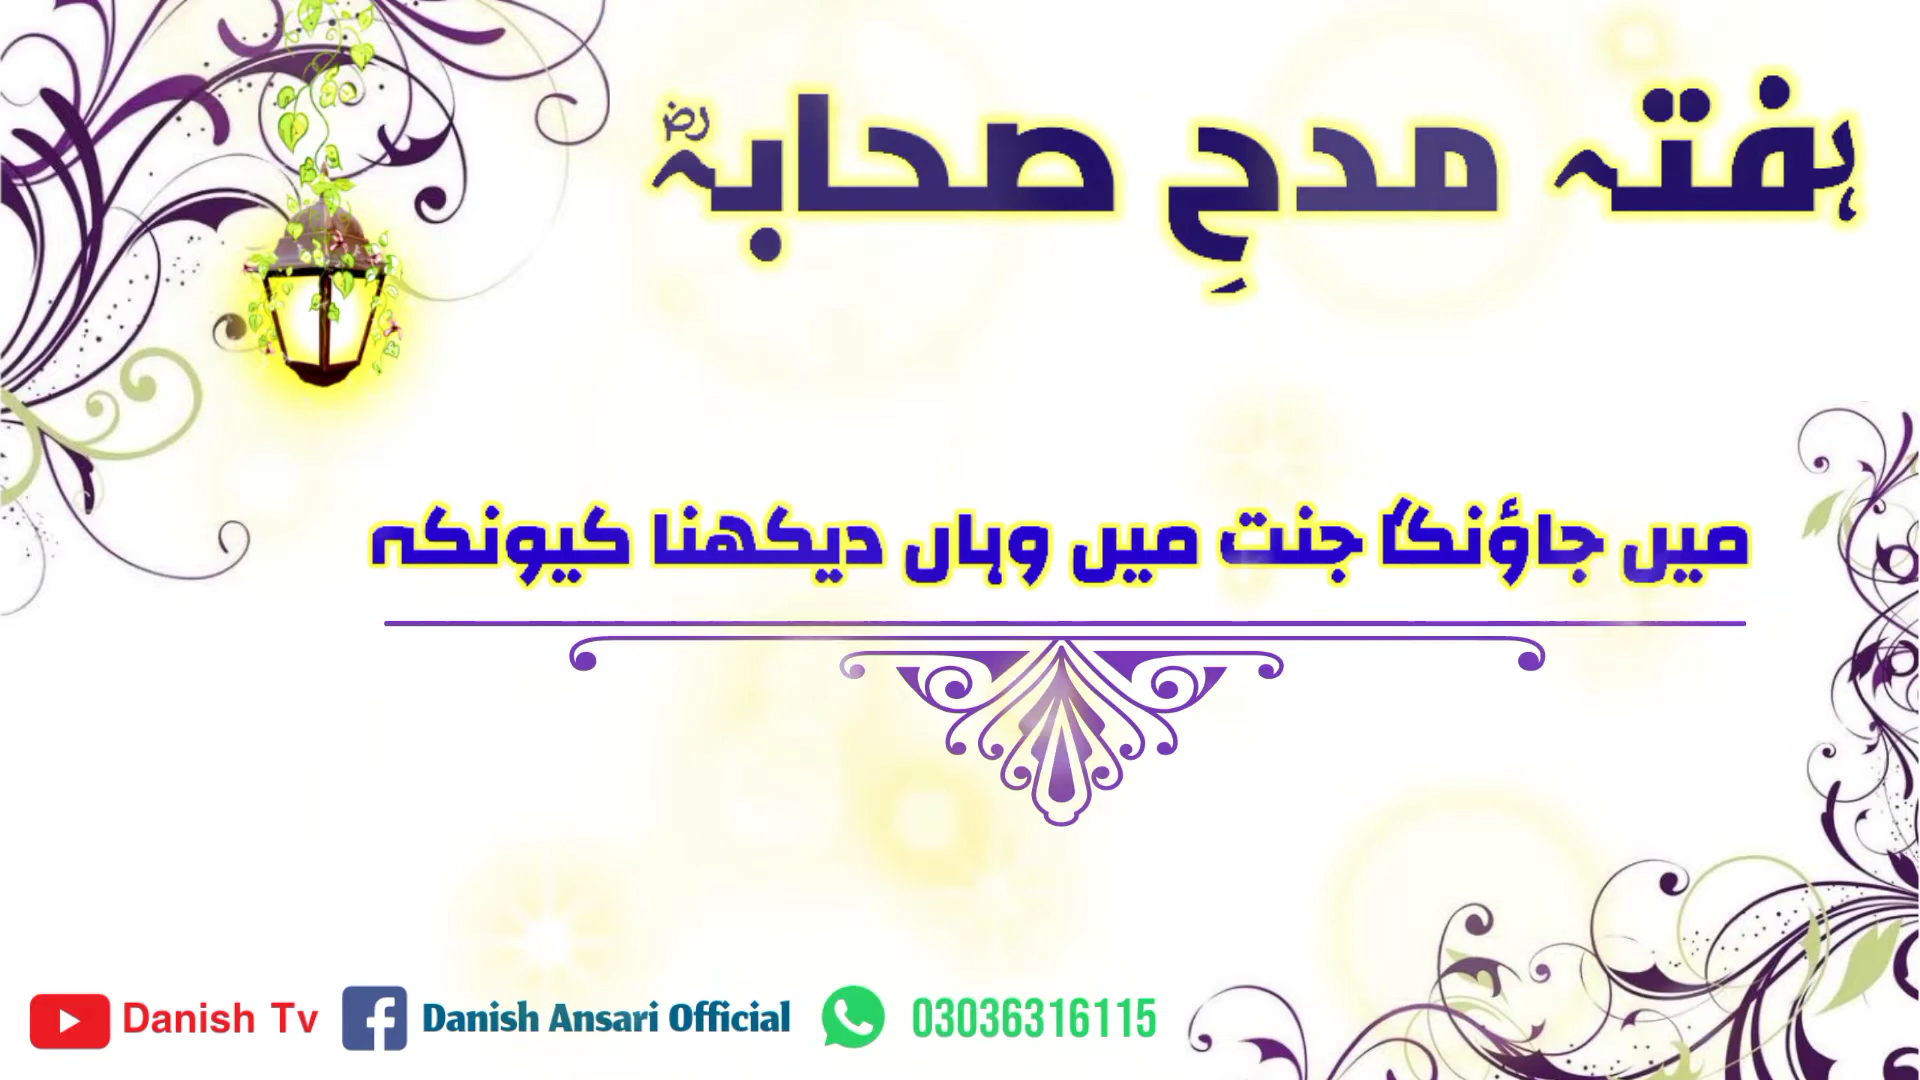 ہفتہ مدحِ صحابہؓ
میں جاؤنگا جنت میں وہاں دیکھنا کیونکہ
Danish Tv Danish Ansari Official 03036316115